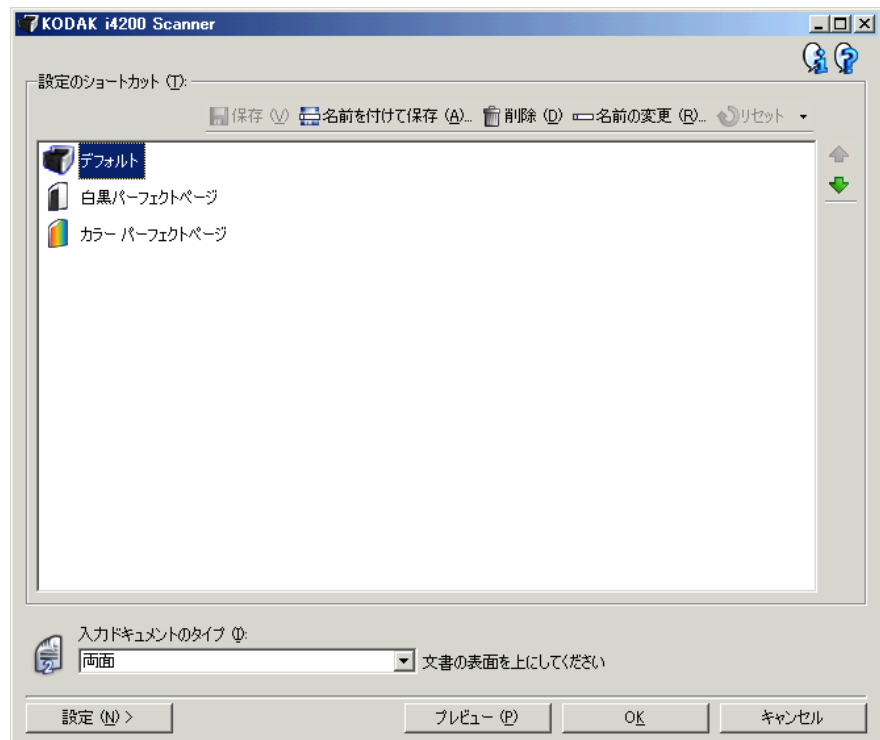 KODAK i4200 Scanner
設定のショートカット (T):
保存 (V) 名前を付けて保存 (A)... 削除 (D) 名前の変更 (R)... リセット
デフォルト
白黒パーフェクトページ
カラー パーフェクトページ
入力ドキュメントのタイプ (I):
両面 文書の表面を上にしてください
設定 (N) > プレビュー (P) OK キャンセル